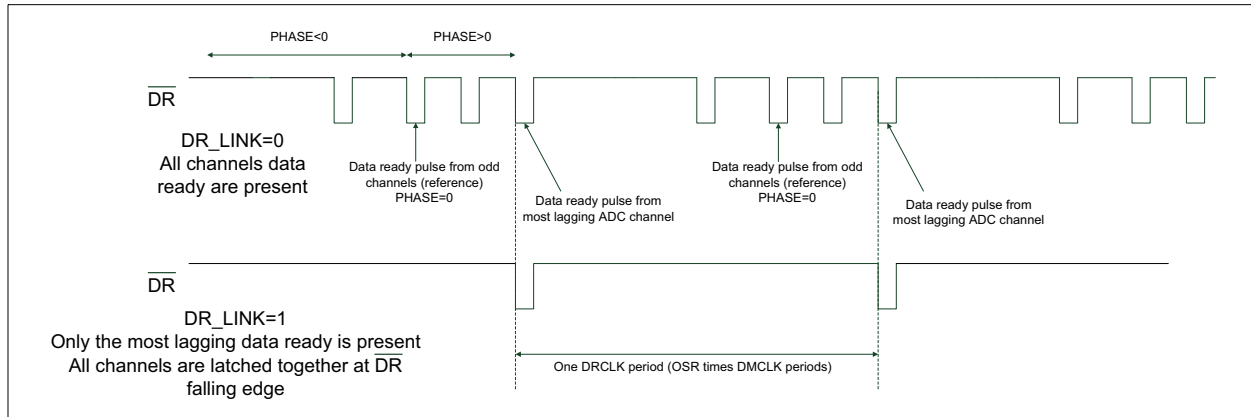 PHASE<0
PHASE>0
DR
DR_LINK=0
All channels data
ready are present
Data ready pulse from odd
channels (reference)
PHASE=0
Data ready pulse from
most lagging ADC channel
Data ready pulse from odd
channels (reference)
PHASE=0
Data ready pulse from
most lagging ADC channel
DR
DR_LINK=1
Only the most lagging data ready is present
All channels are latched together at DR
falling edge
One DRCLK period (OSR times DMCLK periods)